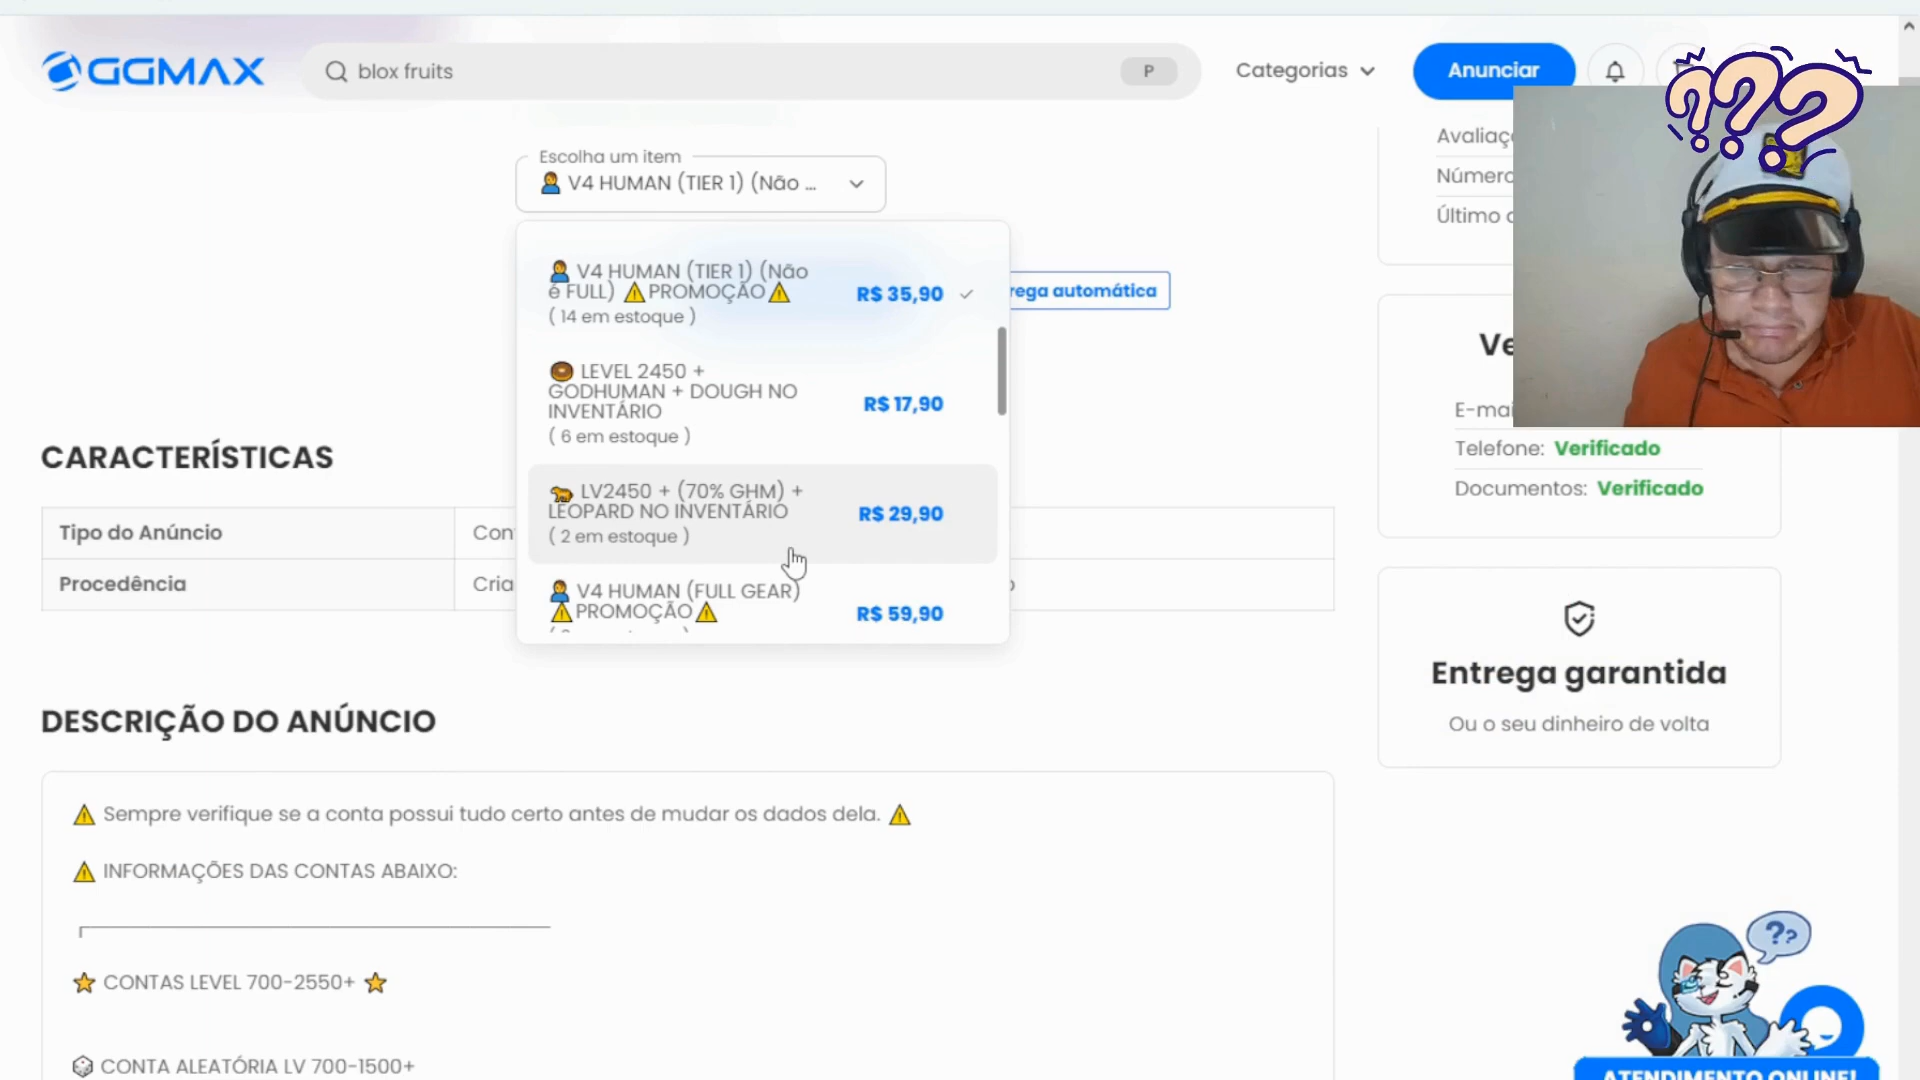 GGMAX
blox fruits
P
Categorias
Anunciar
???
Escolha um item
V4 HUMAN (TIER 1) (Não ...
V4 HUMAN (TIER 1) (Não
é FULL) ⚠PROMOÇÃO⚠
( 14 em estoque )
R$ 35,90
rega automática
LEVEL 2450 +
GODHUMAN + DOUGH NO
INVENTÁRIO
( 6 em estoque )
R$ 17,90
LV2450 + (70% GHM) +
LEOPARD NO INVENTÁRIO
( 2 em estoque )
R$ 29,90
V4 HUMAN (FULL GEAR)
⚠PROMOÇÃO⚠
R$ 59,90
CARACTERÍSTICAS
Tipo do Anúncio
Con
Procedência
Cria
DESCRIÇÃO DO ANÚNCIO
⚠ Sempre verifique se a conta possui tudo certo antes de mudar os dados dela. ⚠
⚠ INFORMAÇÕES DAS CONTAS ABAIXO:
⭐ CONTAS LEVEL 700-2550+ ⭐
CONTA ALEATÓRIA LV 700-1500+
Avaliaç
Número
Último
Ve
E-mai
Telefone: Verificado
Documentos: Verificado
Entrega garantida
Ou o seu dinheiro de volta
??
ATENDIMENTO ONLINE!